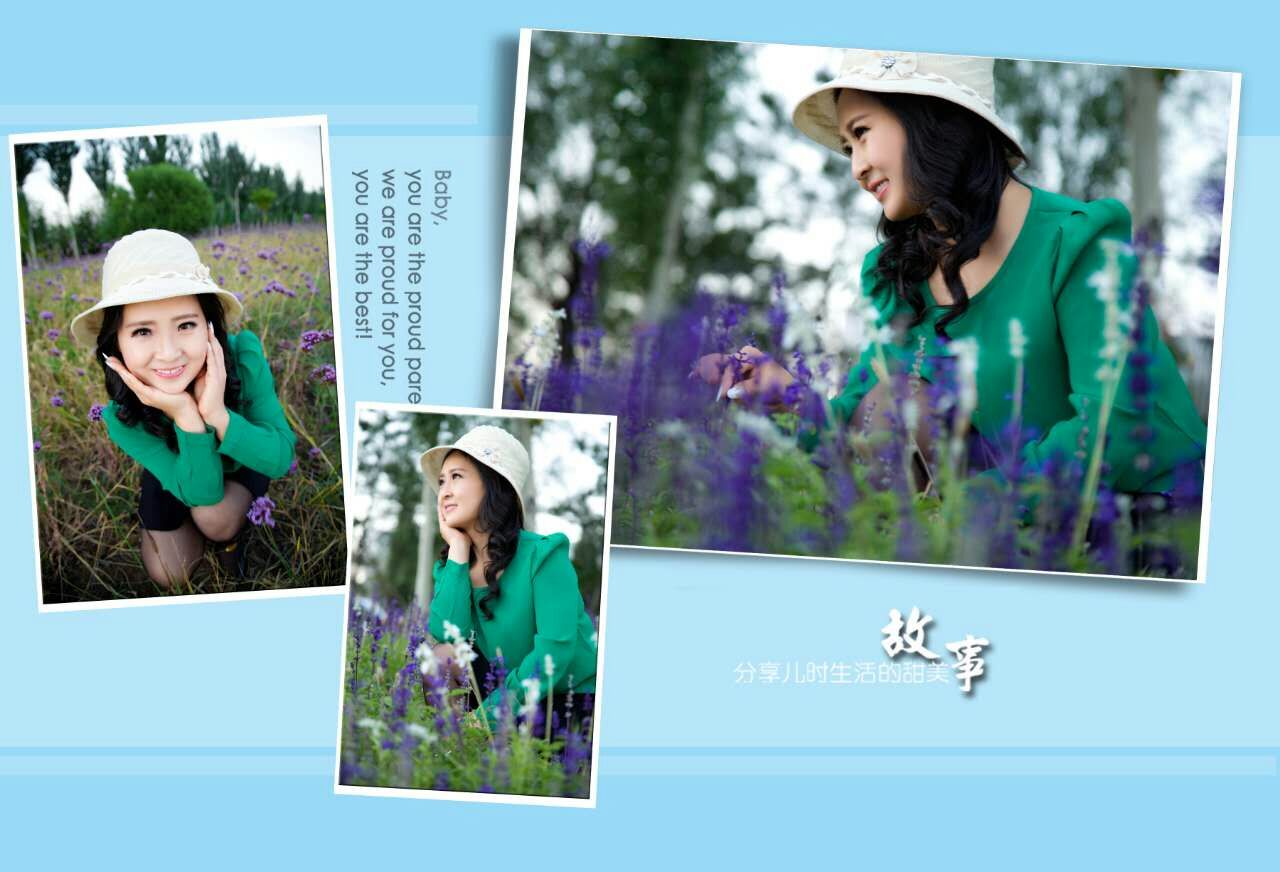 Baby,
you are the proud pare
we are proud for you,
you are the best!
故事
分享儿时生活的甜美